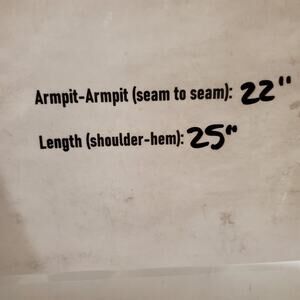 Armpit-Armpit (seam to seam): 22"
Length (shoulder-hem): 25"